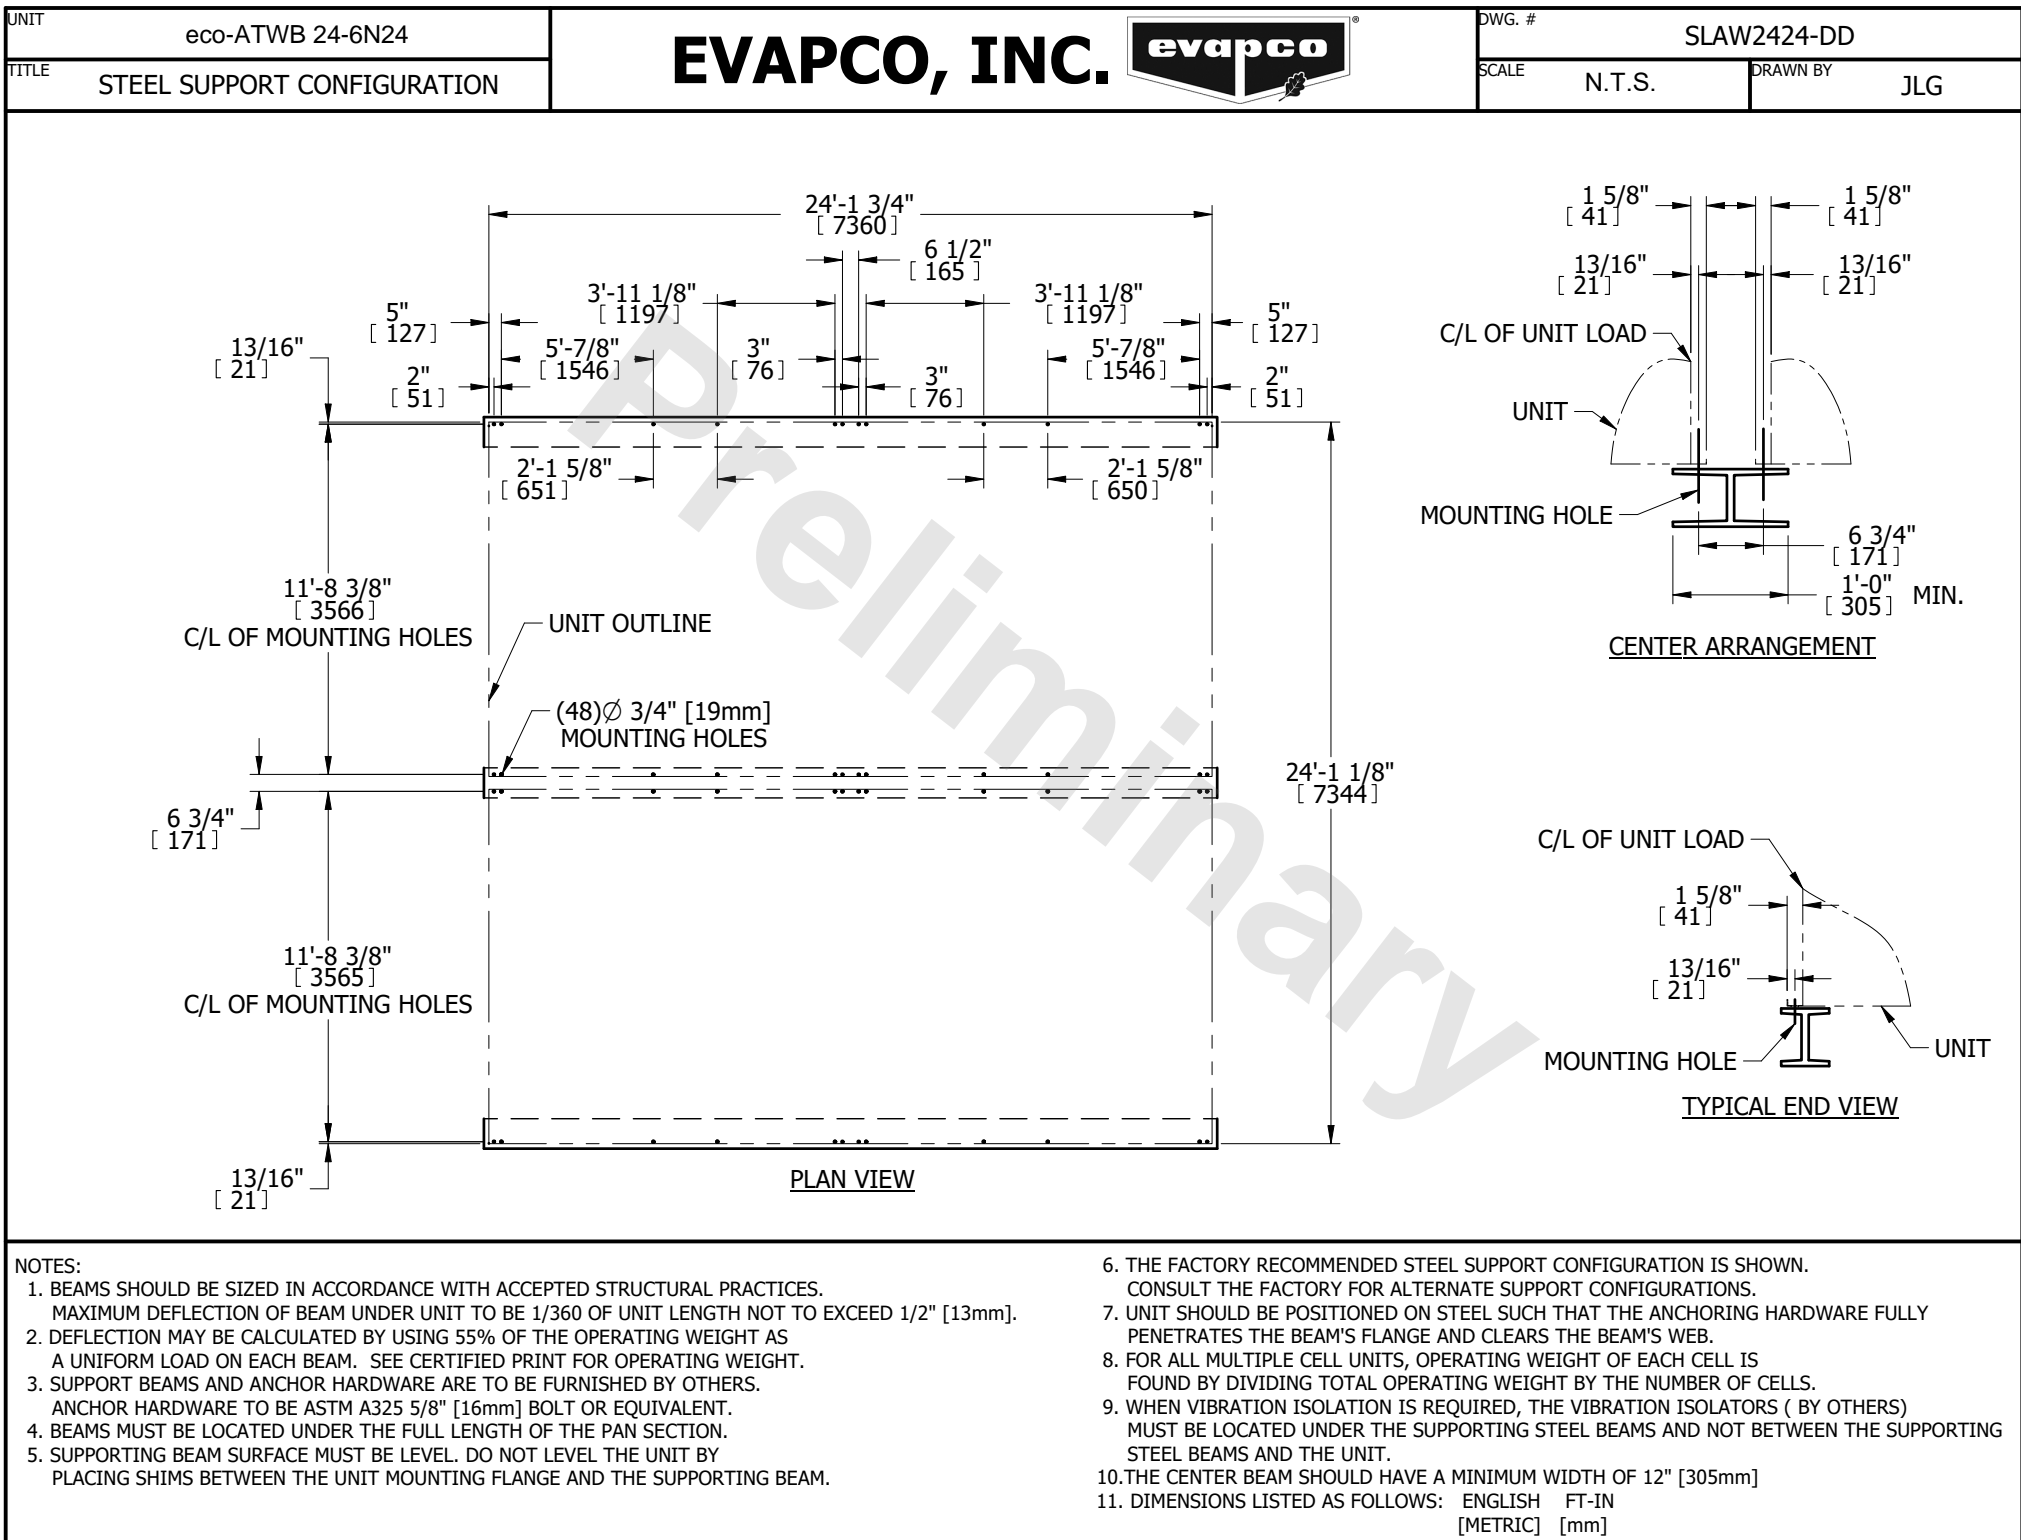 UNIT
eco-ATWB 24-6N24
TITLE
STEEL SUPPORT CONFIGURATION
EVAPCO, INC.
evapco
®
DWG. #
SLAW2424-DD
SCALE
N.T.S.
DRAWN BY
JLG
24'-1 3/4"
[ 7360 ]
6 1/2"
[ 165 ]
3'-11 1/8"
[ 1197 ]
3'-11 1/8"
[ 1197 ]
5"
[ 127 ]
5"
[ 127 ]
13/16"
[ 21 ]
5'-7/8"
[ 1546 ]
3"
[ 76 ]
5'-7/8"
[ 1546 ]
2"
[ 51 ]
3"
[ 76 ]
2"
[ 51 ]
2'-1 5/8"
[ 651 ]
2'-1 5/8"
[ 650 ]
11'-8 3/8"
[ 3566 ]
C/L OF MOUNTING HOLES
UNIT OUTLINE
(48)Ø 3/4" [19mm]
MOUNTING HOLES
6 3/4"
[ 171 ]
24'-1 1/8"
[ 7344 ]
11'-8 3/8"
[ 3565 ]
C/L OF MOUNTING HOLES
13/16"
[ 21 ]
PLAN VIEW
Preliminary
1 5/8"
[ 41 ]
1 5/8"
[ 41 ]
13/16"
[ 21 ]
13/16"
[ 21 ]
C/L OF UNIT LOAD
UNIT
MOUNTING HOLE
6 3/4"
[ 171 ]
1'-0"
[ 305 ] MIN.
CENTER ARRANGEMENT
C/L OF UNIT LOAD
1 5/8"
[ 41 ]
13/16"
[ 21 ]
MOUNTING HOLE
UNIT
TYPICAL END VIEW
NOTES:
1. BEAMS SHOULD BE SIZED IN ACCORDANCE WITH ACCEPTED STRUCTURAL PRACTICES.
MAXIMUM DEFLECTION OF BEAM UNDER UNIT TO BE 1/360 OF UNIT LENGTH NOT TO EXCEED 1/2" [13mm].
2. DEFLECTION MAY BE CALCULATED BY USING 55% OF THE OPERATING WEIGHT AS
A UNIFORM LOAD ON EACH BEAM. SEE CERTIFIED PRINT FOR OPERATING WEIGHT.
3. SUPPORT BEAMS AND ANCHOR HARDWARE ARE TO BE FURNISHED BY OTHERS.
ANCHOR HARDWARE TO BE ASTM A325 5/8" [16mm] BOLT OR EQUIVALENT.
4. BEAMS MUST BE LOCATED UNDER THE FULL LENGTH OF THE PAN SECTION.
5. SUPPORTING BEAM SURFACE MUST BE LEVEL. DO NOT LEVEL THE UNIT BY
PLACING SHIMS BETWEEN THE UNIT MOUNTING FLANGE AND THE SUPPORTING BEAM.
6. THE FACTORY RECOMMENDED STEEL SUPPORT CONFIGURATION IS SHOWN.
CONSULT THE FACTORY FOR ALTERNATE SUPPORT CONFIGURATIONS.
7. UNIT SHOULD BE POSITIONED ON STEEL SUCH THAT THE ANCHORING HARDWARE FULLY
PENETRATES THE BEAM'S FLANGE AND CLEARS THE BEAM'S WEB.
8. FOR ALL MULTIPLE CELL UNITS, OPERATING WEIGHT OF EACH CELL IS
FOUND BY DIVIDING TOTAL OPERATING WEIGHT BY THE NUMBER OF CELLS.
9. WHEN VIBRATION ISOLATION IS REQUIRED, THE VIBRATION ISOLATORS ( BY OTHERS)
MUST BE LOCATED UNDER THE SUPPORTING STEEL BEAMS AND NOT BETWEEN THE SUPPORTING
STEEL BEAMS AND THE UNIT.
10.THE CENTER BEAM SHOULD HAVE A MINIMUM WIDTH OF 12" [305mm]
11. DIMENSIONS LISTED AS FOLLOWS: ENGLISH FT-IN
[METRIC] [mm]